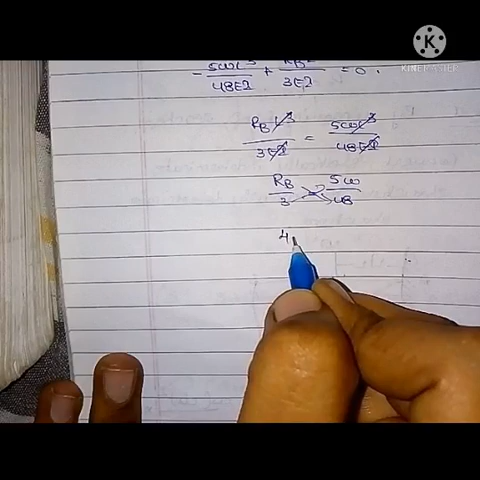 KINEMASTER
- 5Wl³/48EI + RBl³/3EI = 0.
RB l³/3EI = 5Wl³/48EI
RB/3 = 5W/48
4